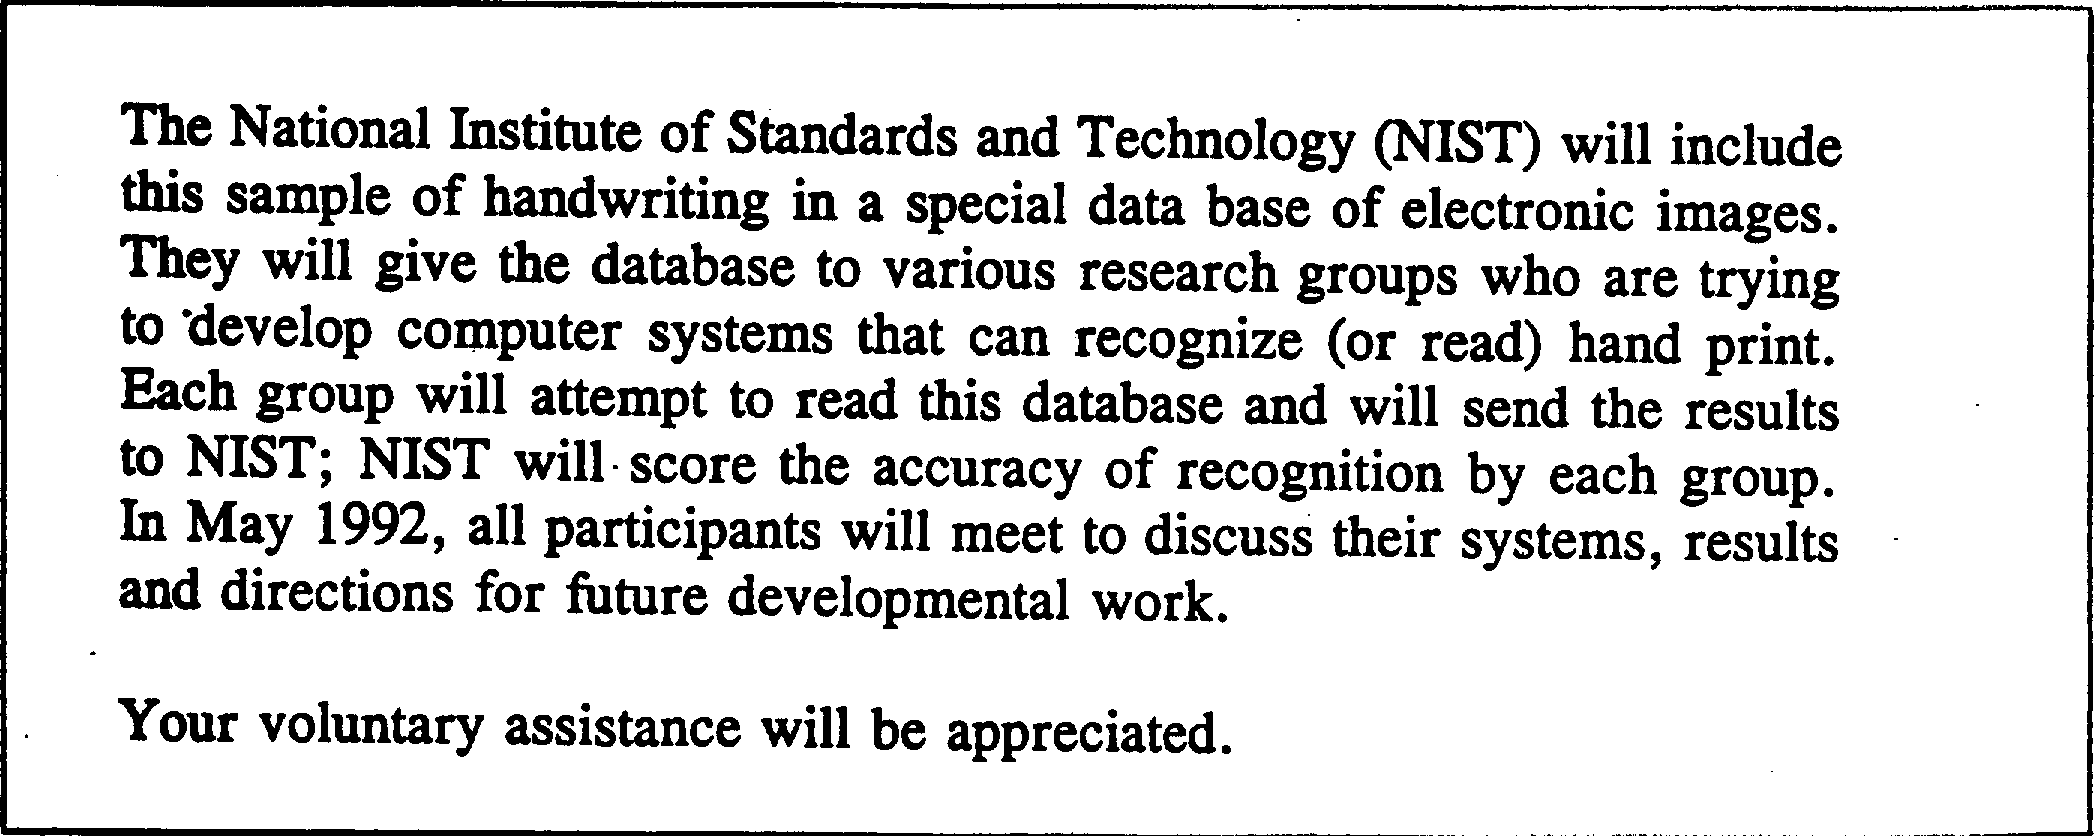 The National Institute of Standards and Technology (NIST) will include
this sample of handwriting in a special data base of electronic images.
They will give the database to various research groups who are trying
to develop computer systems that can recognize (or read) hand print.
Each group will attempt to read this database and will send the results
to NIST; NIST will score the accuracy of recognition by each group.
In May 1992, all participants will meet to discuss their systems, results
and directions for future developmental work.
Your voluntary assistance will be appreciated.